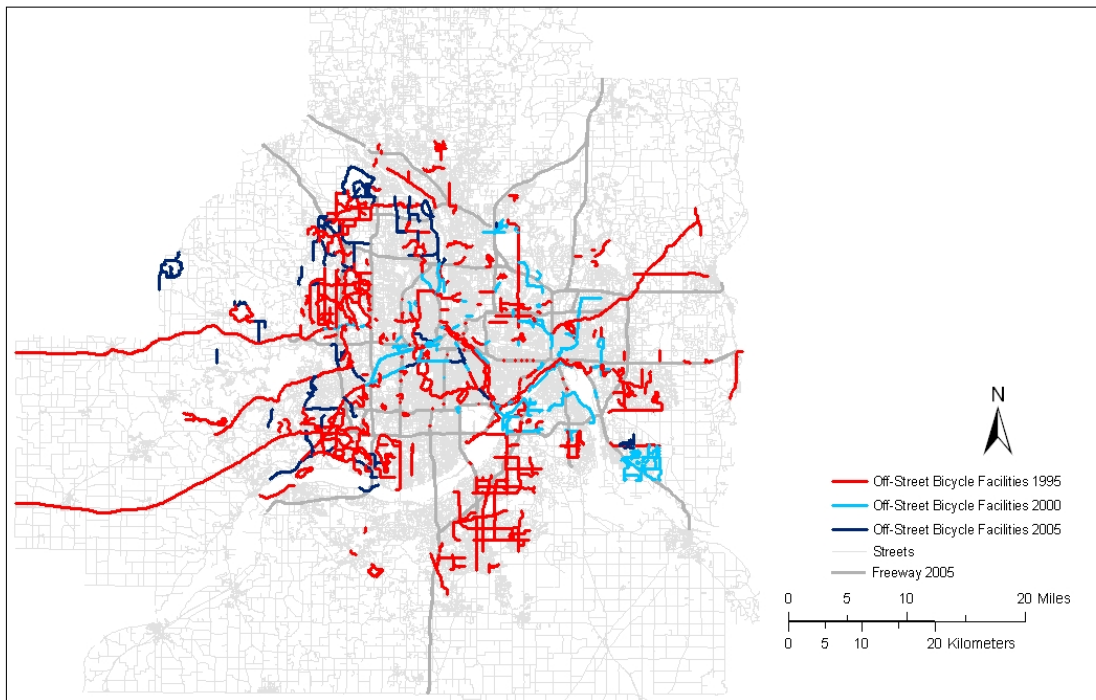 N
Off-Street Bicycle Facilities 1995
Off-Street Bicycle Facilities 2000
Off-Street Bicycle Facilities 2005
Streets
Freeway 2005
0 5 10 20 Miles
0 5 10 20 Kilometers